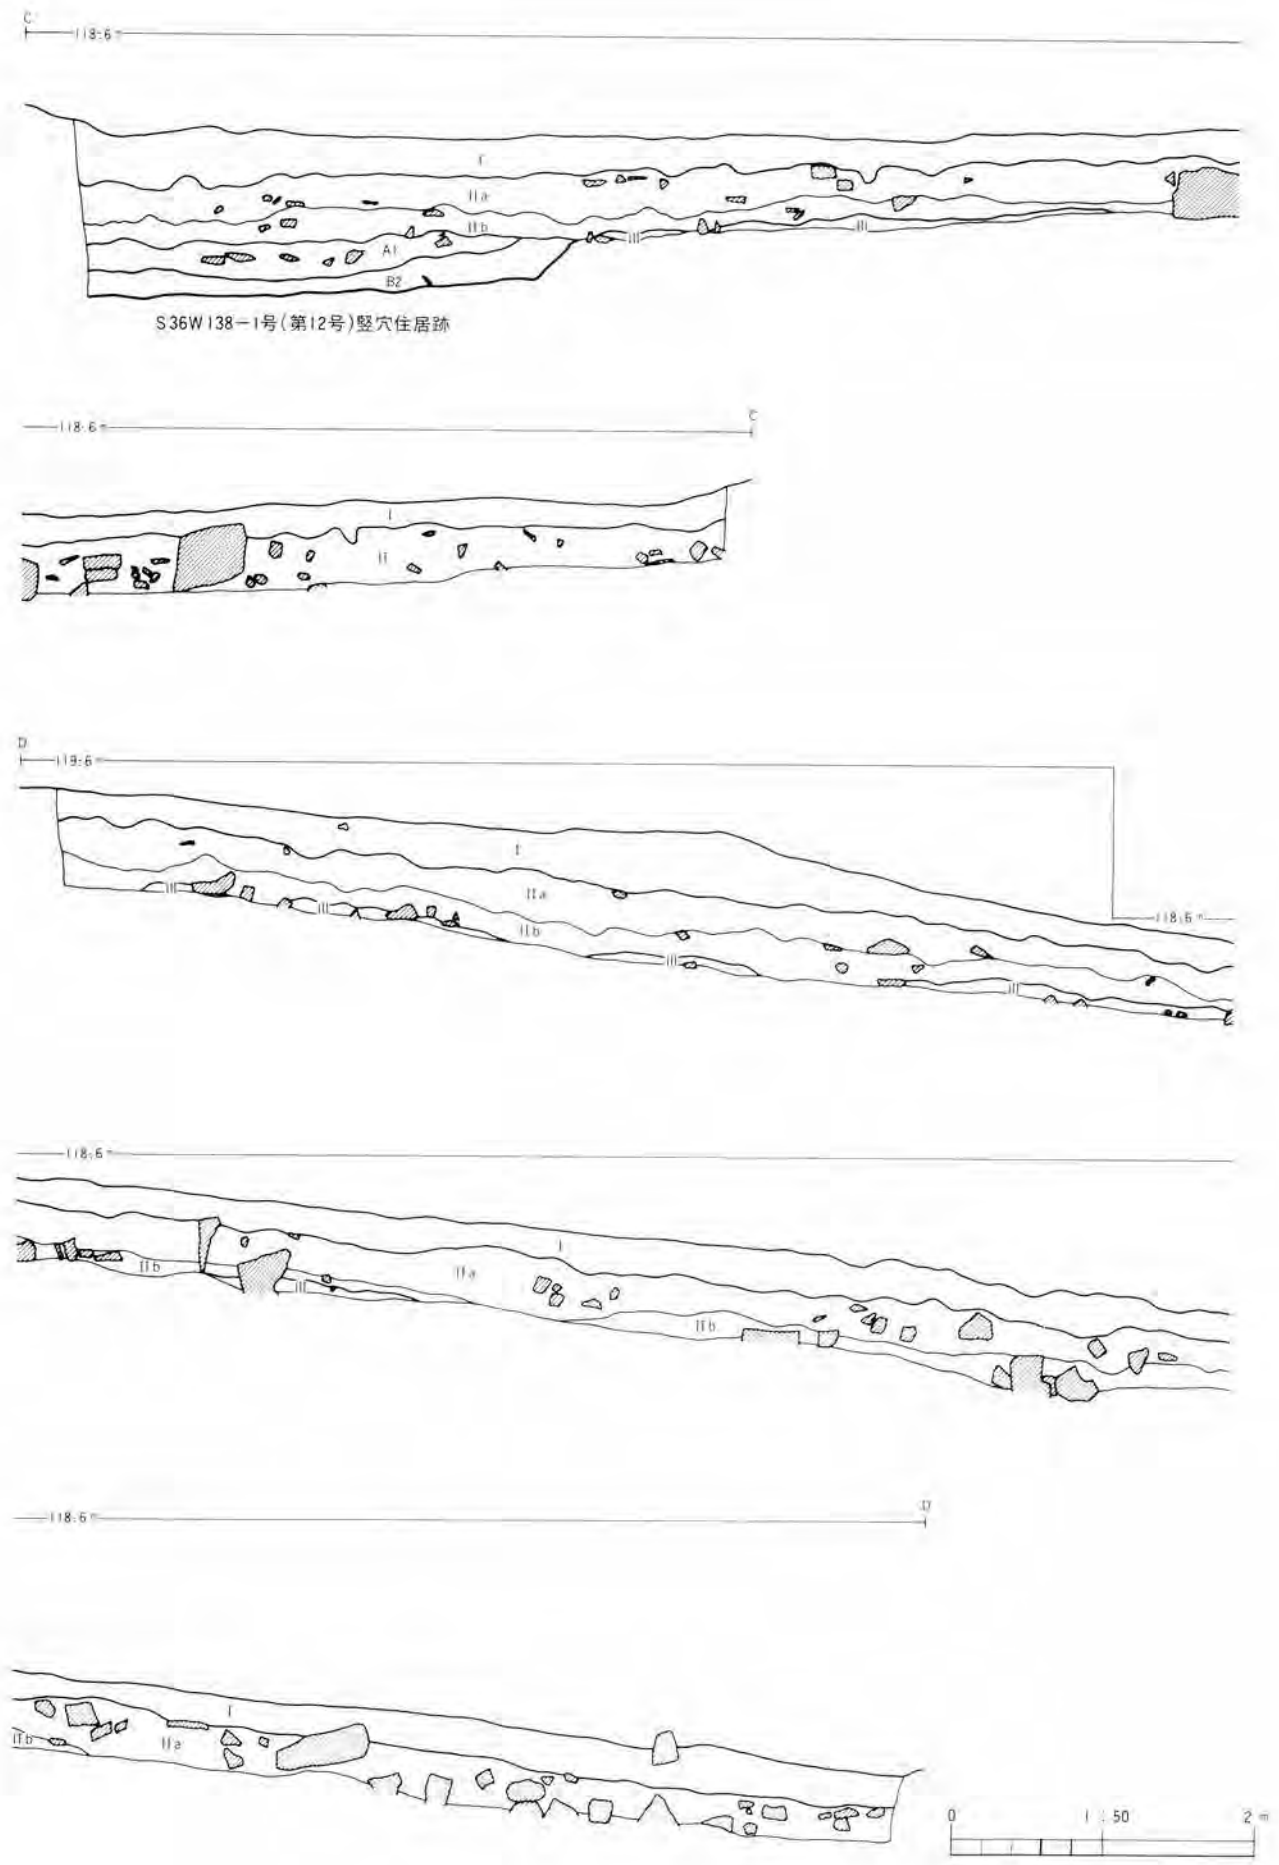 C
118.6m
I
IIa
IIb
III
III
A1
B2
S36W138-1号(第12号)竪穴住居跡
118.6m
C'
I
II
D
119.6m
I
IIa
118.6m
III
III
IIb
III
III
118.6m
I
IIa
IIb
III
IIb
118.6m
D'
I
IIb
IIa
0
1:50
2m